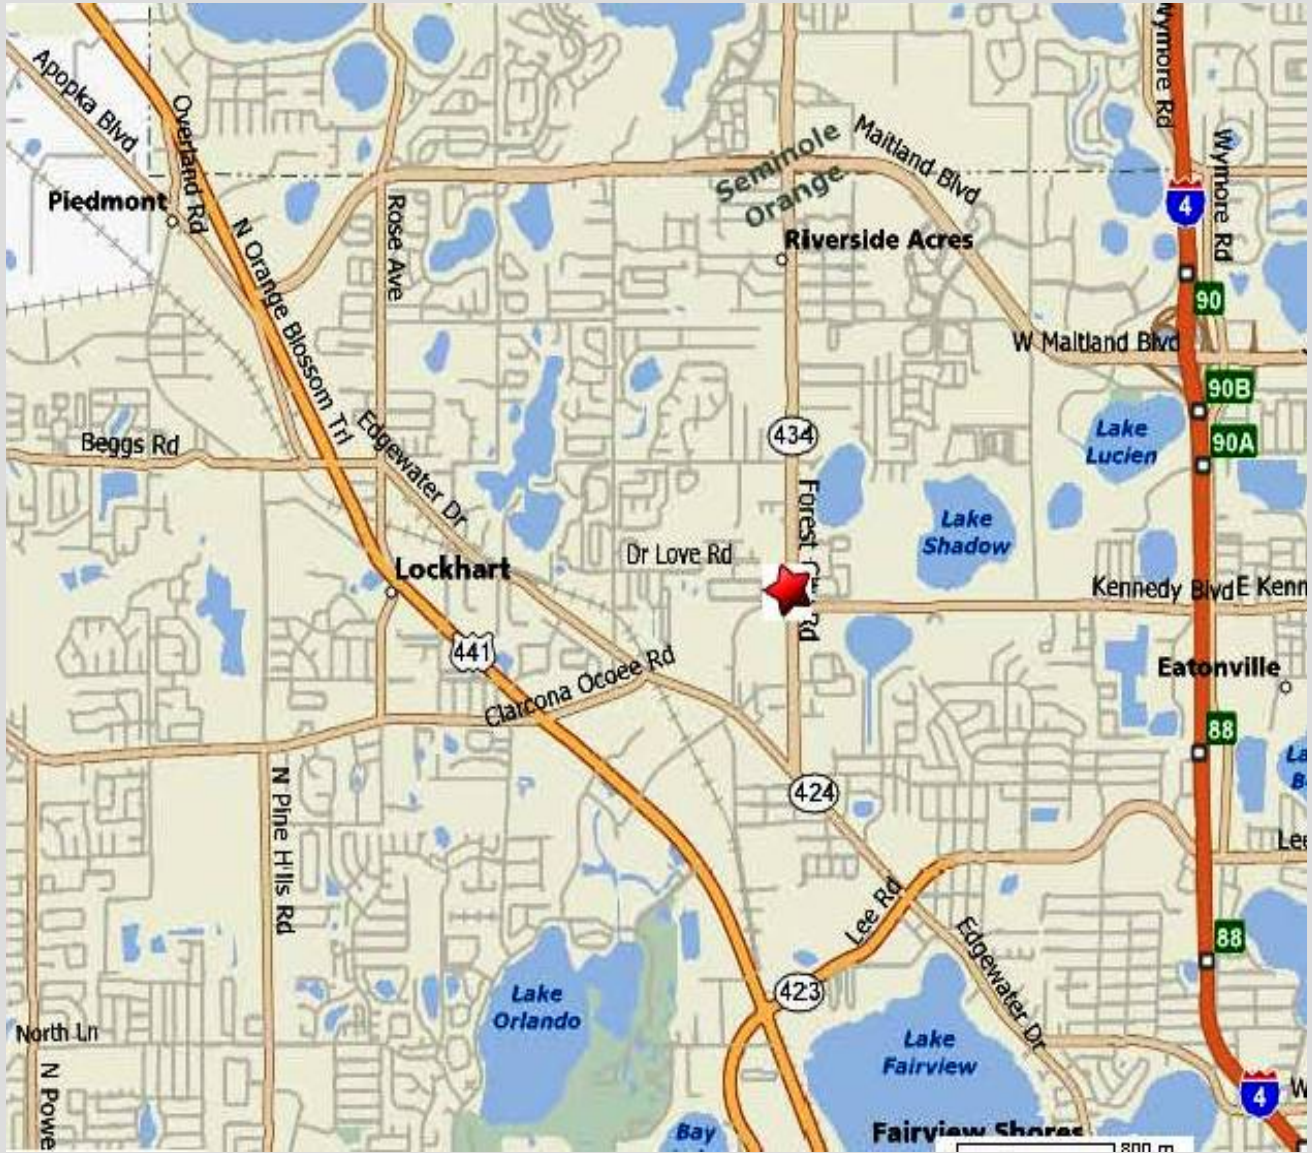 Wymore Rd
Apopka Blvd
Overland Rd
Seminole
Orange
Maitland Blvd
Wymore Rd
Piedmont
4
Rose Ave
N Orange Blossom Trl
Riverside Acres
90
W Maitland Blvd
90B
434
Edgewater Dr
Beggs Rd
Lake
Lucien
90A
Forest
Rd
Lake
Shadow
Dr Love Rd
Lockhart
Kennedy Blvd
E Kenn
441
Clarcona Ocoee Rd
Eatonville
88
La
B
424
N Pine Hills Rd
Lee
Lee Rd
Edgewater Dr
88
423
Lake
Orlando
North Ln
Lake
Fairview
N Powe
4
W
Bay
Fairview Shores
800 m